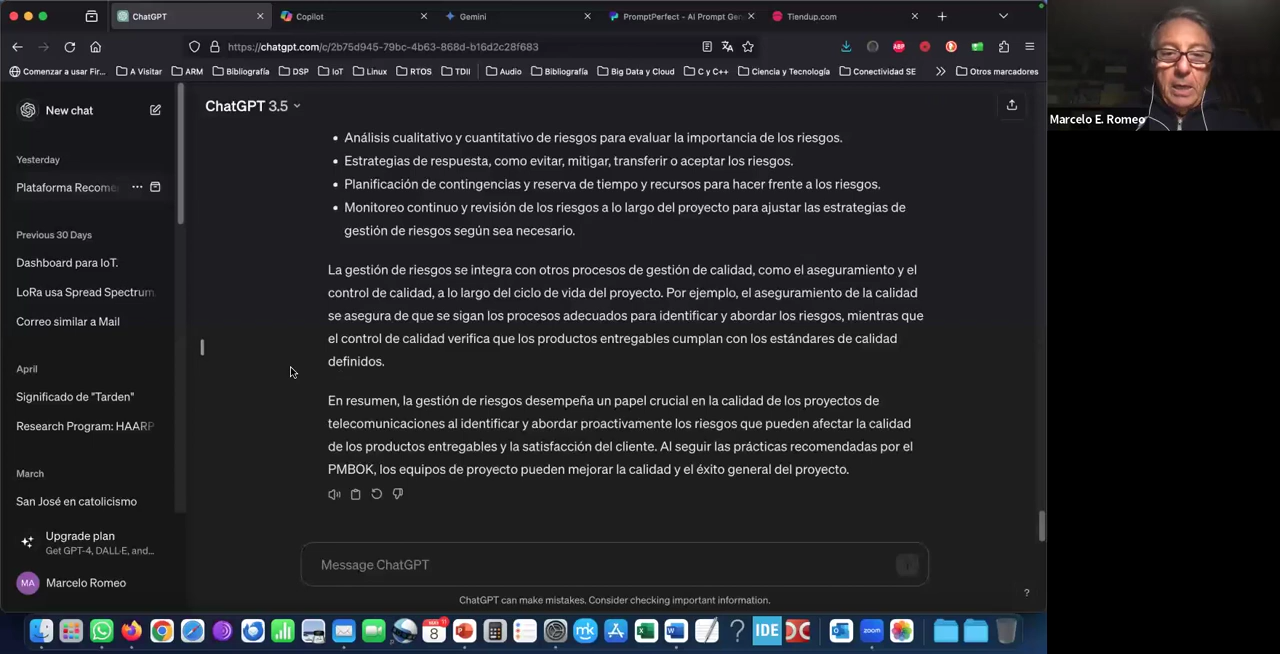 ChatGPT
Copilot
Gemini
PromptPerfect - AI Prompt Gen
Tiendup.com
https://chatgpt.com/c/2b75d945-79bc-4b63-868d-b16d2c28f683
ABP
Comenzar a usar Fir...
A Visitar
ARM
Bibliografía
DSP
IoT
Linux
RTOS
TDII
Audio
Bibliografía
Big Data y Cloud
C y C++
Ciencia y Tecnología
Conectividad SE
Otros marcadores
New chat
Yesterday
Plataforma Recome
Previous 30 Days
Dashboard para IoT.
LoRa usa Spread Spectrum.
Correo similar a Mail
April
Significado de "Tarden"
Research Program: HAARP
March
San José en catolicismo
Upgrade plan
Get GPT-4, DALL·E, and...
MA
Marcelo Romeo
ChatGPT 3.5
• Análisis cualitativo y cuantitativo de riesgos para evaluar la importancia de los riesgos.
• Estrategias de respuesta, como evitar, mitigar, transferir o aceptar los riesgos.
• Planificación de contingencias y reserva de tiempo y recursos para hacer frente a los riesgos.
• Monitoreo continuo y revisión de los riesgos a lo largo del proyecto para ajustar las estrategias de
gestión de riesgos según sea necesario.
La gestión de riesgos se integra con otros procesos de gestión de calidad, como el aseguramiento y el
control de calidad, a lo largo del ciclo de vida del proyecto. Por ejemplo, el aseguramiento de la calidad
se asegura de que se sigan los procesos adecuados para identificar y abordar los riesgos, mientras que
el control de calidad verifica que los productos entregables cumplan con los estándares de calidad
definidos.
En resumen, la gestión de riesgos desempeña un papel crucial en la calidad de los proyectos de
telecomunicaciones al identificar y abordar proactivamente los riesgos que pueden afectar la calidad
de los productos entregables y la satisfacción del cliente. Al seguir las prácticas recomendadas por el
PMBOK, los equipos de proyecto pueden mejorar la calidad y el éxito general del proyecto.
Message ChatGPT
ChatGPT can make mistakes. Consider checking important information.
?
Marcelo E. Romeo
8
mk
IDE
zoom